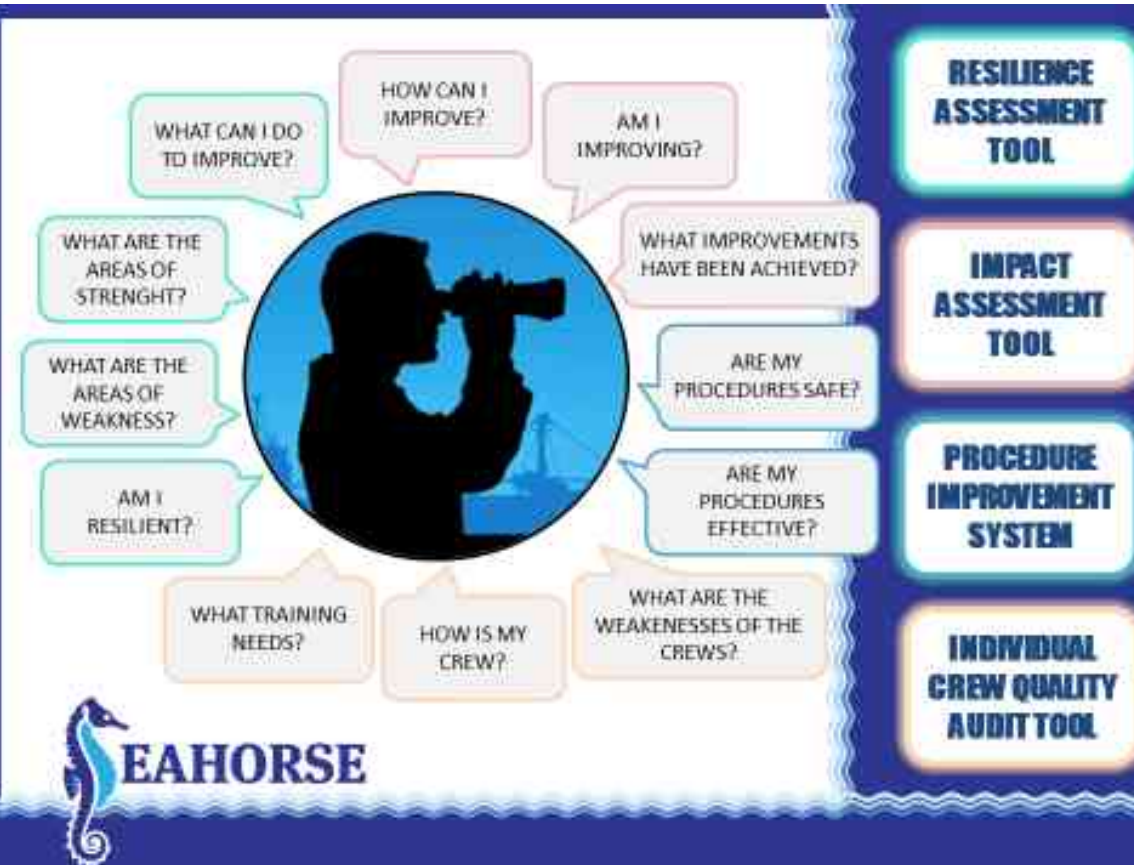 HOW CAN I
IMPROVE?
AM I
IMPROVING?
WHAT CAN I DO
TO IMPROVE?
WHAT ARE THE
AREAS OF
STRENGHT?
WHAT IMPROVEMENTS
HAVE BEEN ACHIEVED?
WHAT ARE THE
AREAS OF
WEAKNESS?
ARE MY
PROCEDURES SAFE?
AM I
RESILIENT?
ARE MY
PROCEDURES
EFFECTIVE?
WHAT TRAINING
NEEDS?
HOW IS MY
CREW?
WHAT ARE THE
WEAKENESSES OF THE
CREWS?
SEAHORSE
RESILIENCE
ASSESSMENT
TOOL
IMPACT
ASSESSMENT
TOOL
PROCEDURE
IMPROVEMENT
SYSTEM
INDIVIDUAL
CREW QUALITY
AUDIT TOOL